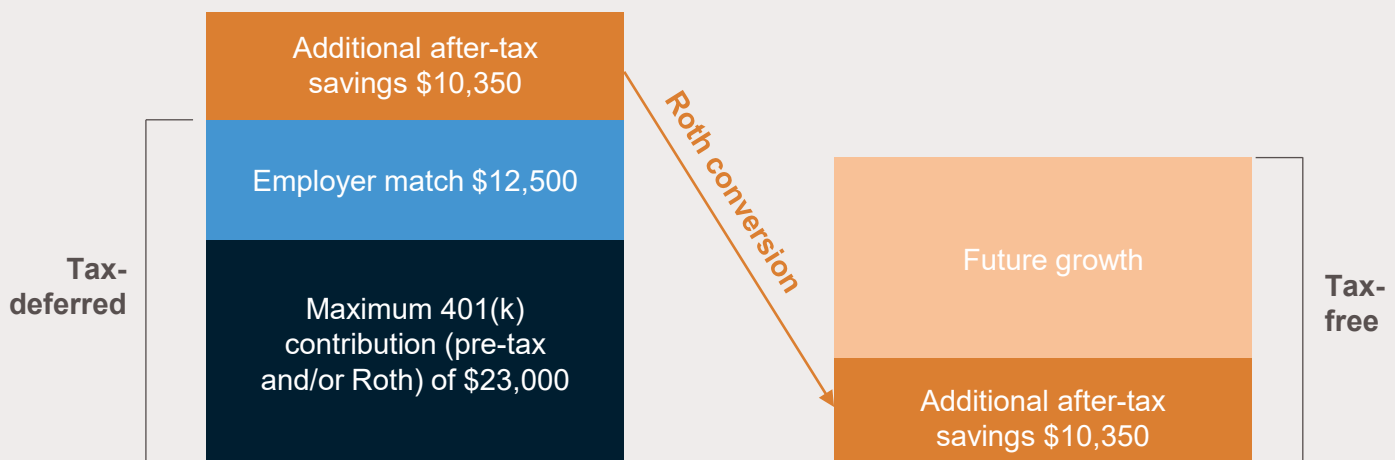 Additional after-tax
savings $10,350
Employer match $12,500
Tax-
deferred
Maximum 401(k)
contribution (pre-tax
and/or Roth) of $23,000
Roth conversion
Future growth
Additional after-tax
savings $10,350
Tax-
free